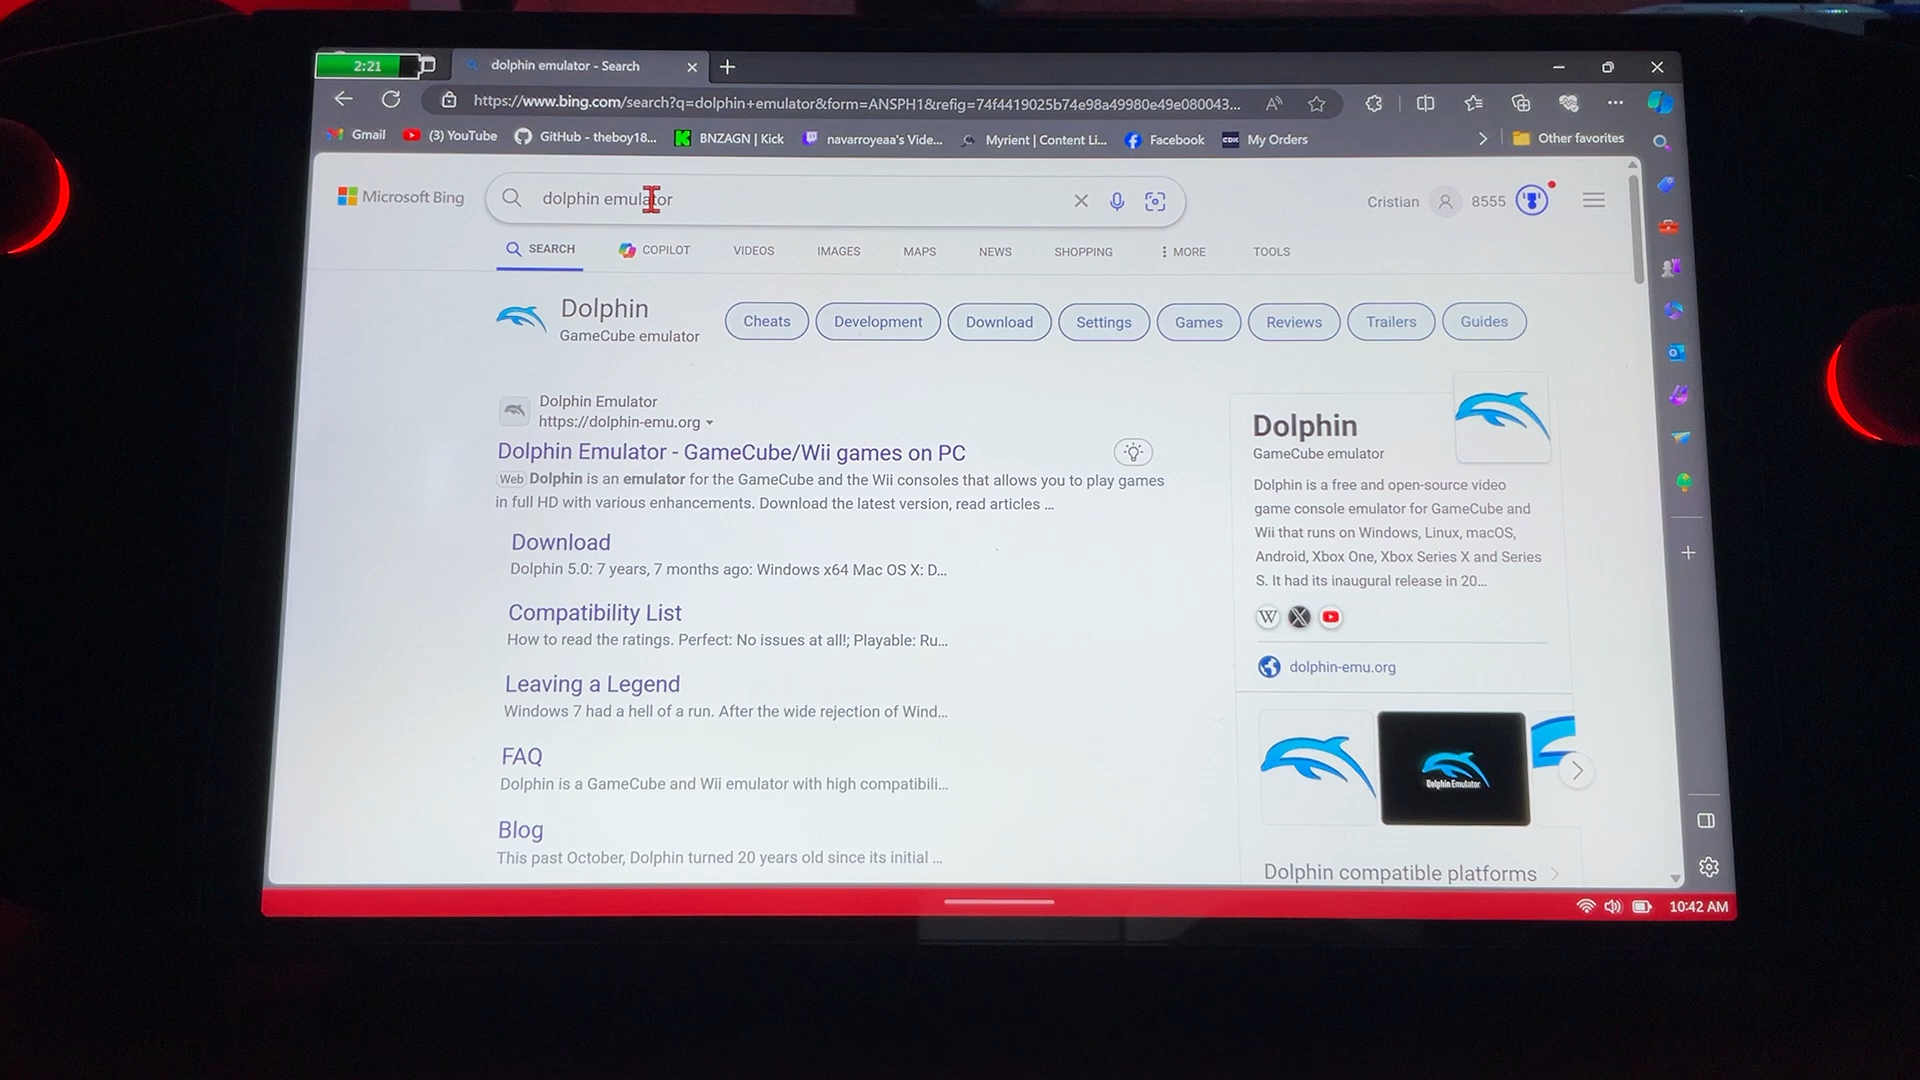 2:21
dolphin emulator - Search
https://www.bing.com/search?q=dolphin+emulator&form=ANSPH1&refig=74f4419025b74e98a49980e49e080043...
Gmail
(3) YouTube
GitHub - theboy18...
BNZAGN | Kick
navarroyeaa's Vide...
Myrient | Content Li...
Facebook
My Orders
Other favorites
Microsoft Bing
dolphin emulator
Cristian
8555
SEARCH
COPILOT
VIDEOS
IMAGES
MAPS
NEWS
SHOPPING
MORE
TOOLS
Dolphin
GameCube emulator
Cheats
Development
Download
Settings
Games
Reviews
Trailers
Guides
Dolphin Emulator
https://dolphin-emu.org
Dolphin Emulator - GameCube/Wii games on PC
Web Dolphin is an emulator for the GameCube and the Wii consoles that allows you to play games
in full HD with various enhancements. Download the latest version, read articles ...
Download
Dolphin 5.0: 7 years, 7 months ago: Windows x64 Mac OS X: D...
Compatibility List
How to read the ratings. Perfect: No issues at all!; Playable: Ru...
Leaving a Legend
Windows 7 had a hell of a run. After the wide rejection of Wind...
FAQ
Dolphin is a GameCube and Wii emulator with high compatibili...
Blog
This past October, Dolphin turned 20 years old since its initial ...
Dolphin
GameCube emulator
Dolphin is a free and open-source video
game console emulator for GameCube and
Wii that runs on Windows, Linux, macOS,
Android, Xbox One, Xbox Series X and Series
S. It had its inaugural release in 20...
W
X
dolphin-emu.org
Dolphin Emulator
Dolphin compatible platforms
10:42 AM